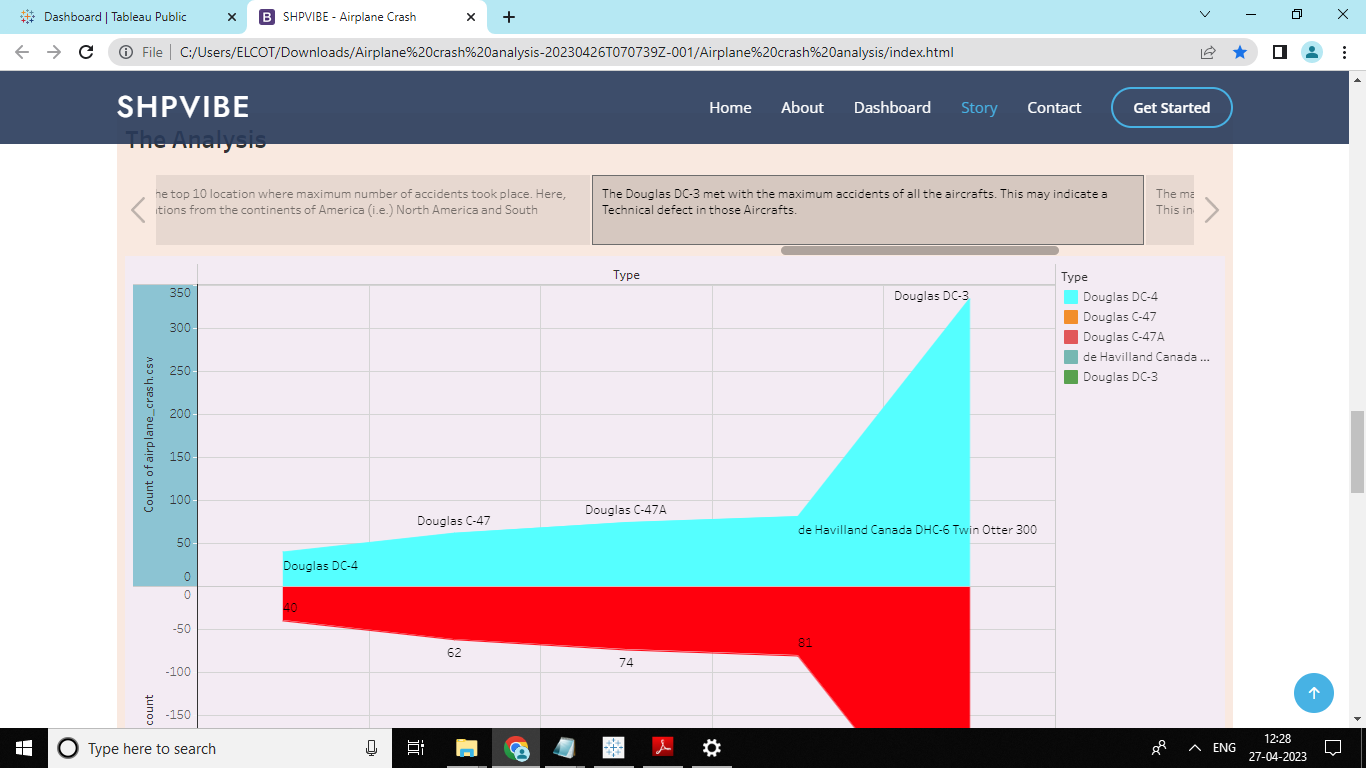 Dashboard | Tableau Public
SHPVIBE - Airplane Crash
File
C:/Users/ELCOT/Downloads/Airplane%20crash%20analysis-20230426T070739Z-001/Airplane%20crash%20analysis/index.html
SHPVIBE
Home
About
Dashboard
Story
Contact
Get Started
The Analysis
he top 10 location where maximum number of accidents took place. Here,
ations from the continents of America (i.e.) North America and South
The Douglas DC-3 met with the maximum accidents of all the aircrafts. This may indicate a
Technical defect in those Aircrafts.
The ma
This in
Type
Count of airplane_crash.csv
350
300
250
200
150
100
50
0
Douglas DC-3
Douglas C-47
Douglas C-47A
de Havilland Canada DHC-6 Twin Otter 300
Douglas DC-4
count
0
-50
-100
-150
40
62
74
81
Type
Douglas DC-4
Douglas C-47
Douglas C-47A
de Havilland Canada ...
Douglas DC-3
Type here to search
ENG
12:28
27-04-2023